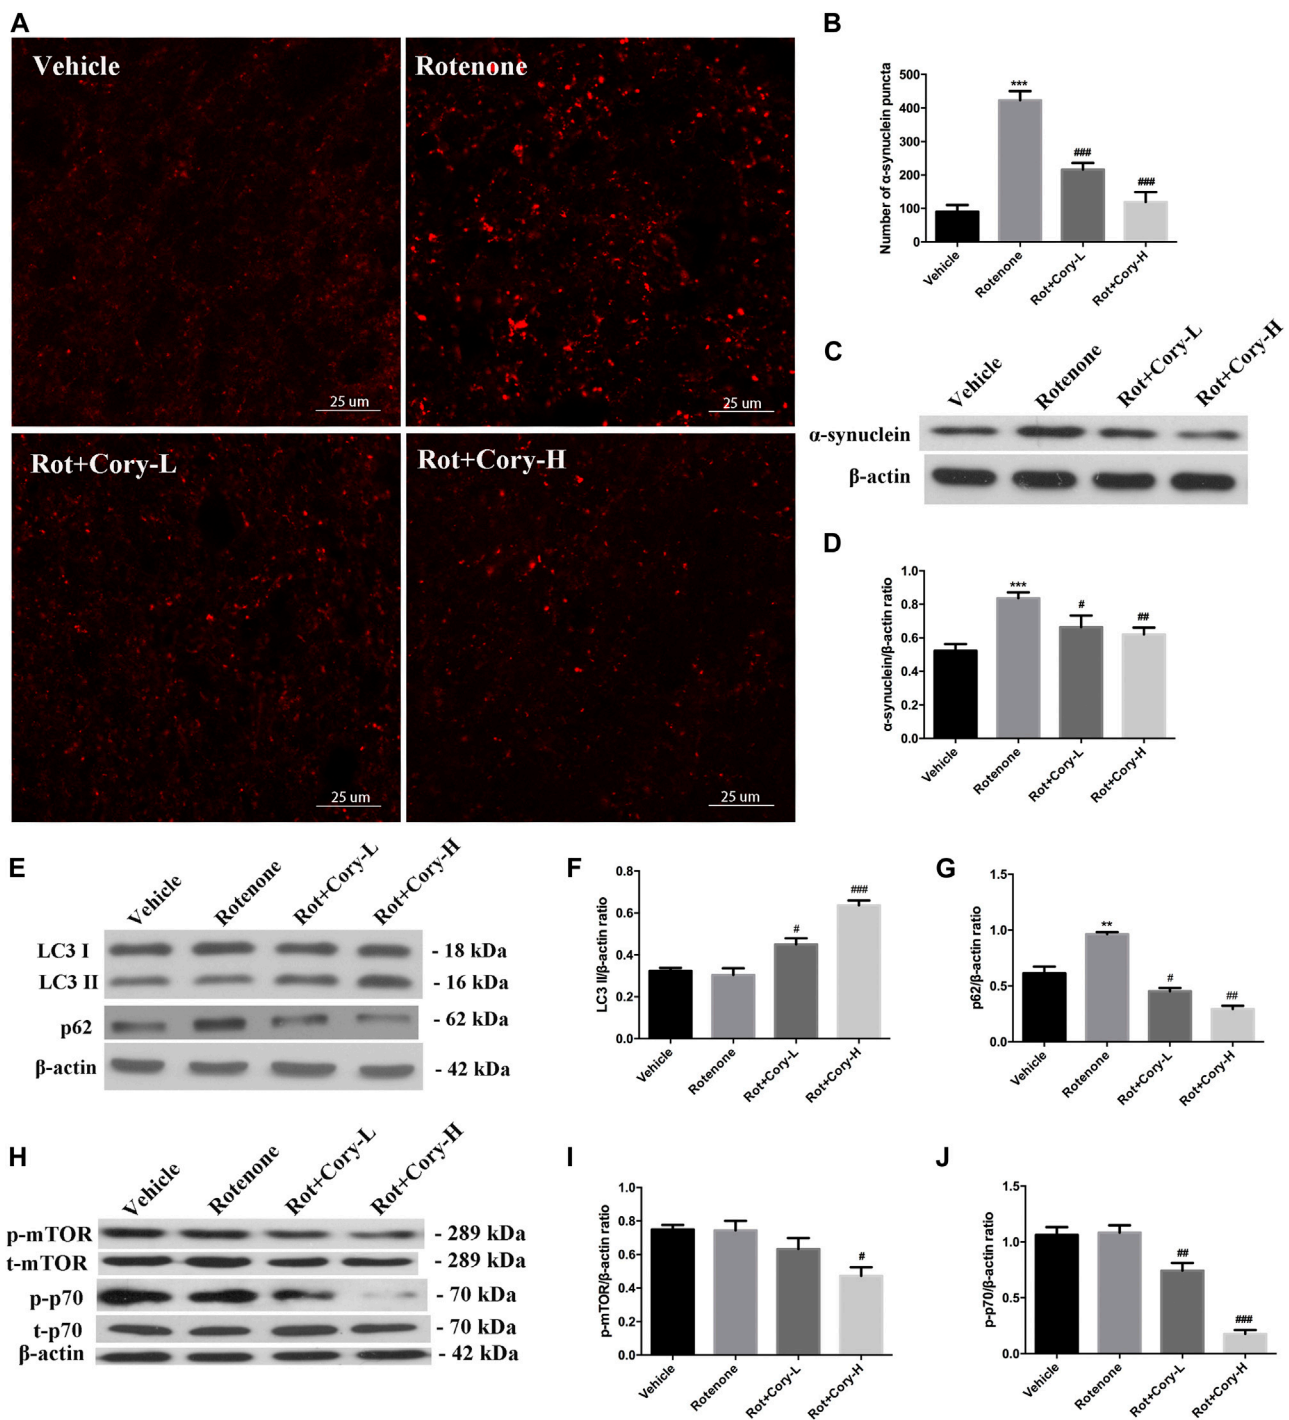 A
Vehicle
Rotenone
25 um
25 um
Rot+Cory-L
Rot+Cory-H
25 um
25 um
B
Number of α-synuclein puncta
500
400
300
200
100
0
***
###
###
Vehicle
Rotenone
Rot+Cory-L
Rot+Cory-H
C
Vehicle
Rotenone
Rot+Cory-L
Rot+Cory-H
α-synuclein
β-actin
D
α-synuclein/β-actin ratio
1.0
0.8
0.6
0.4
0.2
0.0
***
#
##
Vehicle
Rotenone
Rot+Cory-L
Rot+Cory-H
E
Vehicle
Rotenone
Rot+Cory-L
Rot+Cory-H
LC3 I - 18 kDa
LC3 II - 16 kDa
p62 - 62 kDa
β-actin - 42 kDa
F
LC3 II/β-actin ratio
0.8
0.6
0.4
0.2
0.0
#
###
Vehicle
Rotenone
Rot+Cory-L
Rot+Cory-H
G
p62/β-actin ratio
1.5
1.0
0.5
0.0
**
#
##
Vehicle
Rotenone
Rot+Cory-L
Rot+Cory-H
H
Vehicle
Rotenone
Rot+Cory-L
Rot+Cory-H
p-mTOR - 289 kDa
t-mTOR - 289 kDa
p-p70 - 70 kDa
t-p70 - 70 kDa
β-actin - 42 kDa
I
p-mTOR/β-actin ratio
1.0
0.8
0.6
0.4
0.2
0.0
#
Vehicle
Rotenone
Rot+Cory-L
Rot+Cory-H
J
p-p70/β-actin ratio
1.5
1.0
0.5
0.0
##
###
Vehicle
Rotenone
Rot+Cory-L
Rot+Cory-H